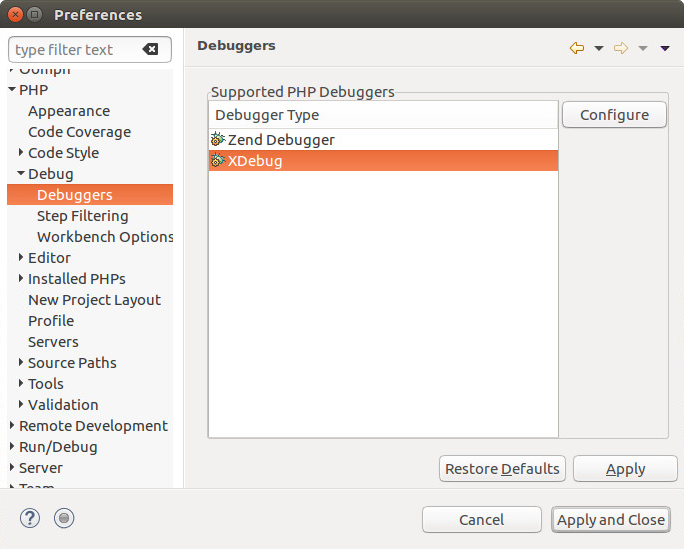 Preferences
type filter text
Oomph
PHP
Appearance
Code Coverage
Code Style
Debug
Debuggers
Step Filtering
Workbench Options
Editor
Installed PHPs
New Project Layout
Profile
Servers
Source Paths
Tools
Validation
Remote Development
Run/Debug
Server
Team
Debuggers
Supported PHP Debuggers
Debugger Type
Zend Debugger
XDebug
Configure
Restore Defaults
Apply
Cancel
Apply and Close